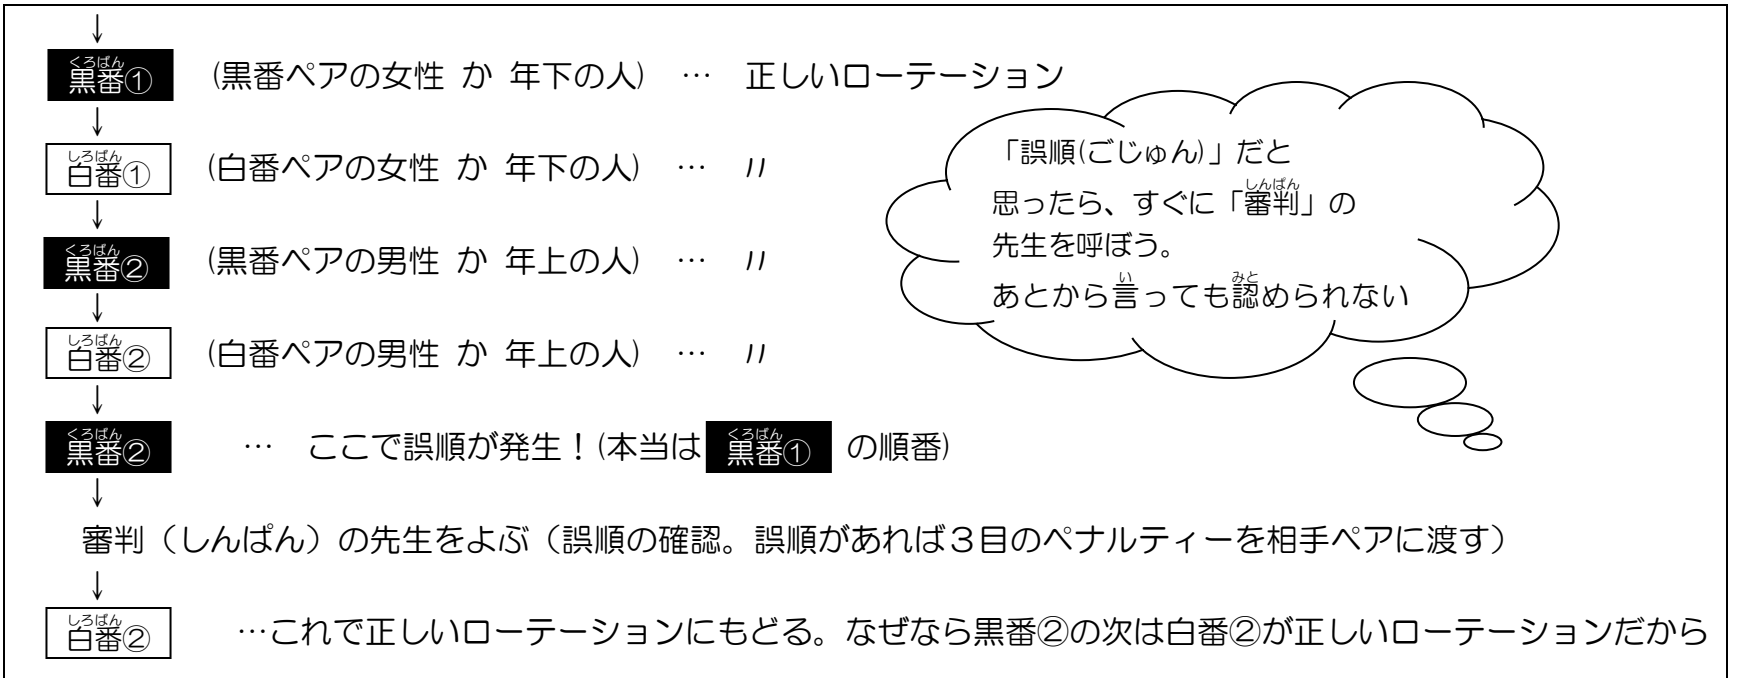 ↓
黒番① (黒番ペアの女性 か 年下の人) … 正しいローテーション
↓
白番① (白番ペアの女性 か 年下の人) … 〃
↓
黒番② (黒番ペアの男性 か 年上の人) … 〃
↓
白番② (白番ペアの男性 か 年上の人) … 〃
↓
黒番② … ここで誤順が発生!(本当は 黒番① の順番)
↓
審判(しんぱん)の先生をよぶ(誤順の確認。誤順があれば3目のペナルティーを相手ペアに渡す)
↓
白番② …これで正しいローテーションにもどる。なぜなら黒番②の次は白番②が正しいローテーションだから
「誤順(ごじゅん)」だと
思ったら、すぐに「審判」の
先生を呼ぼう。
あとから言っても認められない